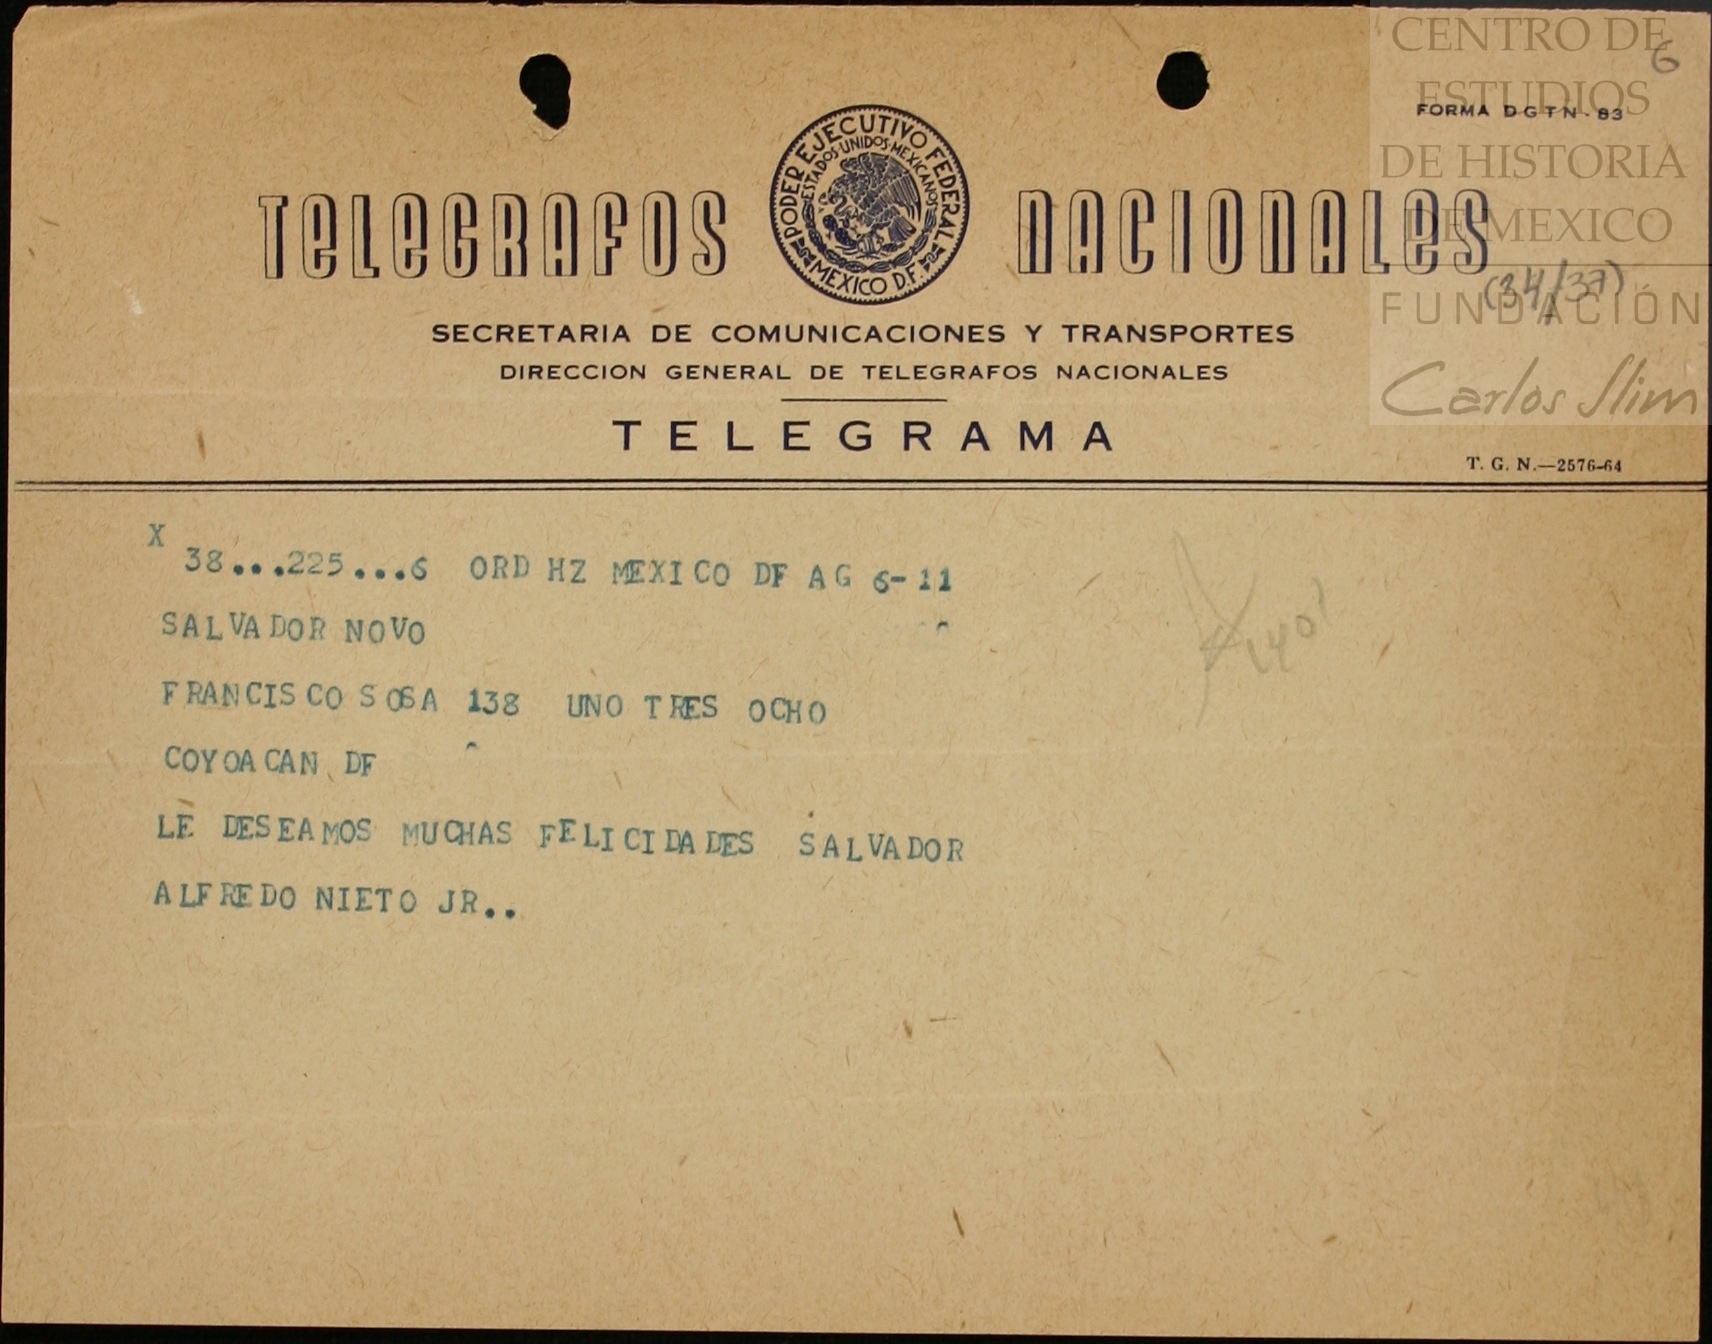 CENTRO DE
ESTUDIOS
DE HISTORIA
DE MEXICO
FUNDACIÓN
Carlos Slim
6
FORMA DGTN-83
TELEGRAFOS NACIONALES
PODER EJECUTIVO FEDERAL
ESTADOS UNIDOS MEXICANOS
MEXICO D.F.
(34/37)
SECRETARIA DE COMUNICACIONES Y TRANSPORTES
DIRECCION GENERAL DE TELEGRAFOS NACIONALES
TELEGRAMA
T. G. N.—2576-64
X
38...225...6 ORD HZ MEXICO DF AG 6-11
SALVADOR NOVO
FRANCISCO SOSA 138 UNO TRES OCHO
COYOACAN DF
LE DESEAMOS MUCHAS FELICIDADES SALVADOR
ALFREDO NIETO JR..